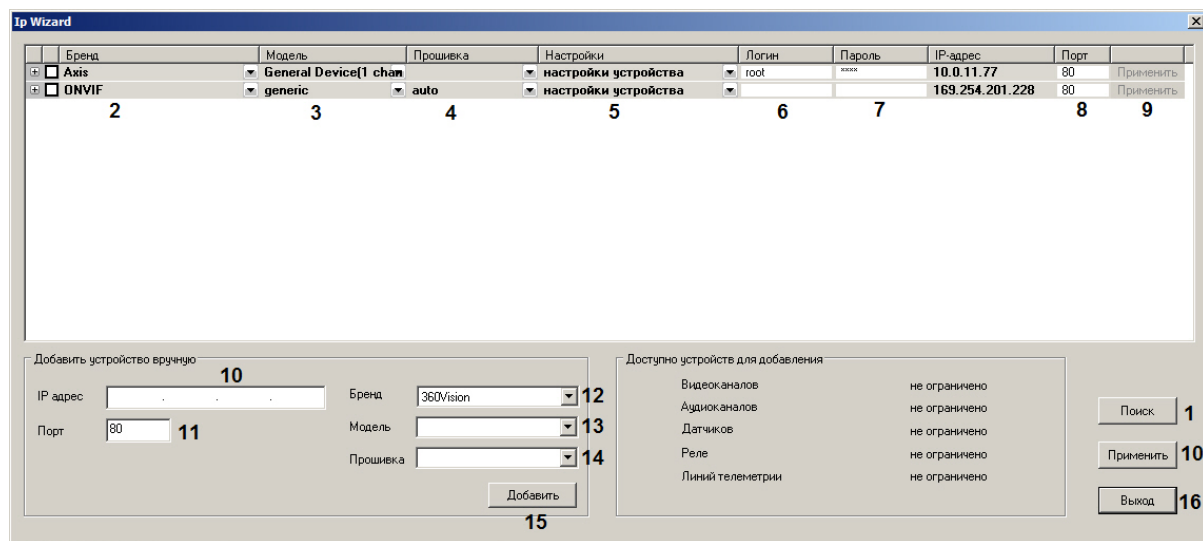 Ip Wizard
Бренд Модель Прошивка Настройки Логин Пароль IP-адрес Порт
Axis General Device(1 chan настройки устройства root **** 10.0.11.77 80 Применить
ONVIF generic auto настройки устройства 169.254.201.228 80 Применить
2 3 4 5 6 7 8 9
Добавить устройство вручную
10
IP адрес . . .
Порт 80 11
Бренд 360Vision 12
Модель 13
Прошивка 14
Добавить
15
Доступно устройств для добавления
Видеоканалов не ограничено
Аудиоканалов не ограничено
Датчиков не ограничено
Реле не ограничено
Линий телеметрии не ограничено
Поиск 1
Применить 10
Выход 16